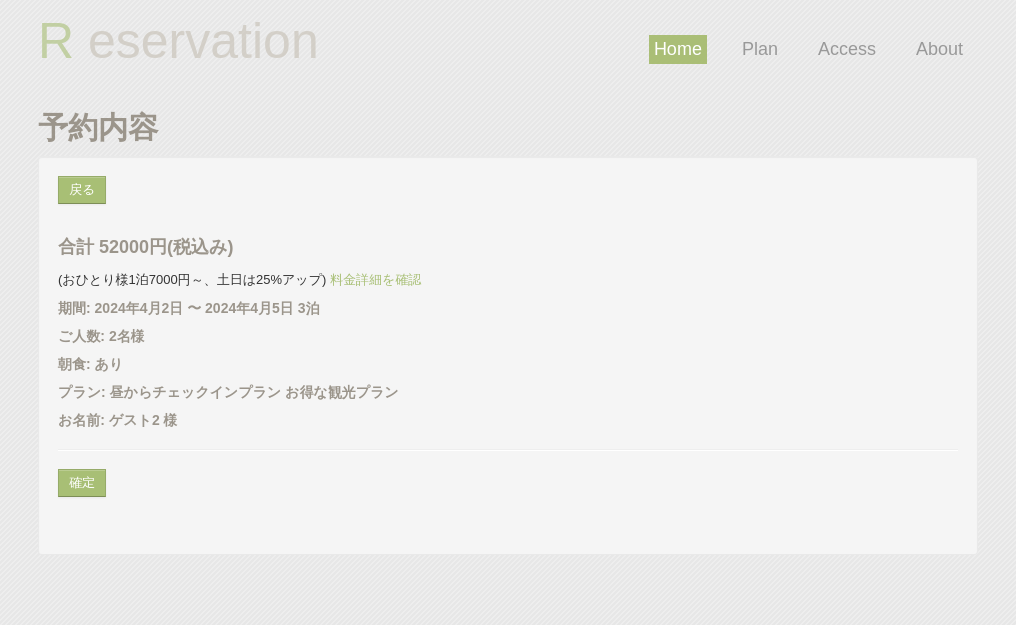 R eservation
Home Plan Access About
予約内容
戻る
合計 52000円(税込み)
(おひとり様1泊7000円～、土日は25%アップ) 料金詳細を確認
期間: 2024年4月2日 〜 2024年4月5日 3泊
ご人数: 2名様
朝食: あり
プラン: 昼からチェックインプラン お得な観光プラン
お名前: ゲスト2 様
確定